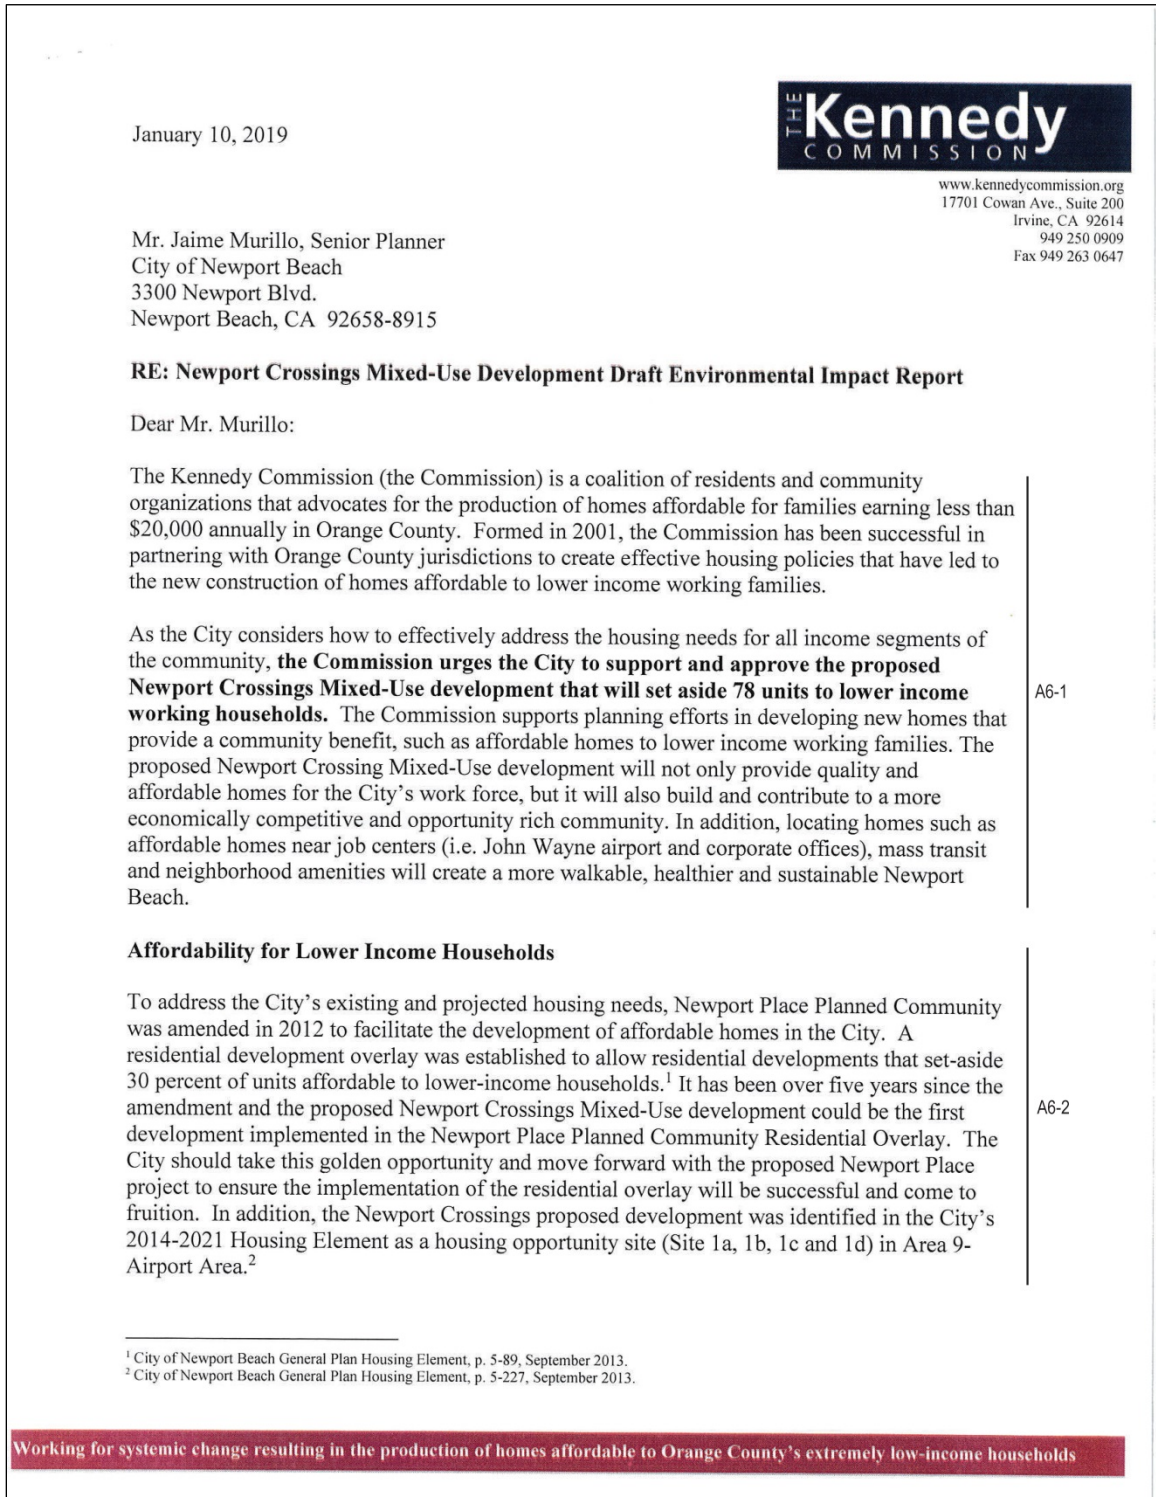 January 10, 2019
THE Kennedy
COMMISSION
www.kennedycommission.org
17701 Cowan Ave., Suite 200
Irvine, CA 92614
949 250 0909
Fax 949 263 0647
Mr. Jaime Murillo, Senior Planner
City of Newport Beach
3300 Newport Blvd.
Newport Beach, CA 92658-8915
RE: Newport Crossings Mixed-Use Development Draft Environmental Impact Report
Dear Mr. Murillo:
The Kennedy Commission (the Commission) is a coalition of residents and community
organizations that advocates for the production of homes affordable for families earning less than
$20,000 annually in Orange County. Formed in 2001, the Commission has been successful in
partnering with Orange County jurisdictions to create effective housing policies that have led to
the new construction of homes affordable to lower income working families.
As the City considers how to effectively address the housing needs for all income segments of
the community, the Commission urges the City to support and approve the proposed
Newport Crossings Mixed-Use development that will set aside 78 units to lower income
working households. The Commission supports planning efforts in developing new homes that
provide a community benefit, such as affordable homes to lower income working families. The
proposed Newport Crossing Mixed-Use development will not only provide quality and
affordable homes for the City's work force, but it will also build and contribute to a more
economically competitive and opportunity rich community. In addition, locating homes such as
affordable homes near job centers (i.e. John Wayne airport and corporate offices), mass transit
and neighborhood amenities will create a more walkable, healthier and sustainable Newport
Beach.
A6-1
Affordability for Lower Income Households
To address the City's existing and projected housing needs, Newport Place Planned Community
was amended in 2012 to facilitate the development of affordable homes in the City. A
residential development overlay was established to allow residential developments that set-aside
30 percent of units affordable to lower-income households.¹ It has been over five years since the
amendment and the proposed Newport Crossings Mixed-Use development could be the first
development implemented in the Newport Place Planned Community Residential Overlay. The
City should take this golden opportunity and move forward with the proposed Newport Place
project to ensure the implementation of the residential overlay will be successful and come to
fruition. In addition, the Newport Crossings proposed development was identified in the City's
2014-2021 Housing Element as a housing opportunity site (Site 1a, 1b, 1c and 1d) in Area 9-
Airport Area.²
A6-2
¹ City of Newport Beach General Plan Housing Element, p. 5-89, September 2013.
² City of Newport Beach General Plan Housing Element, p. 5-227, September 2013.
Working for systemic change resulting in the production of homes affordable to Orange County's extremely low-income households